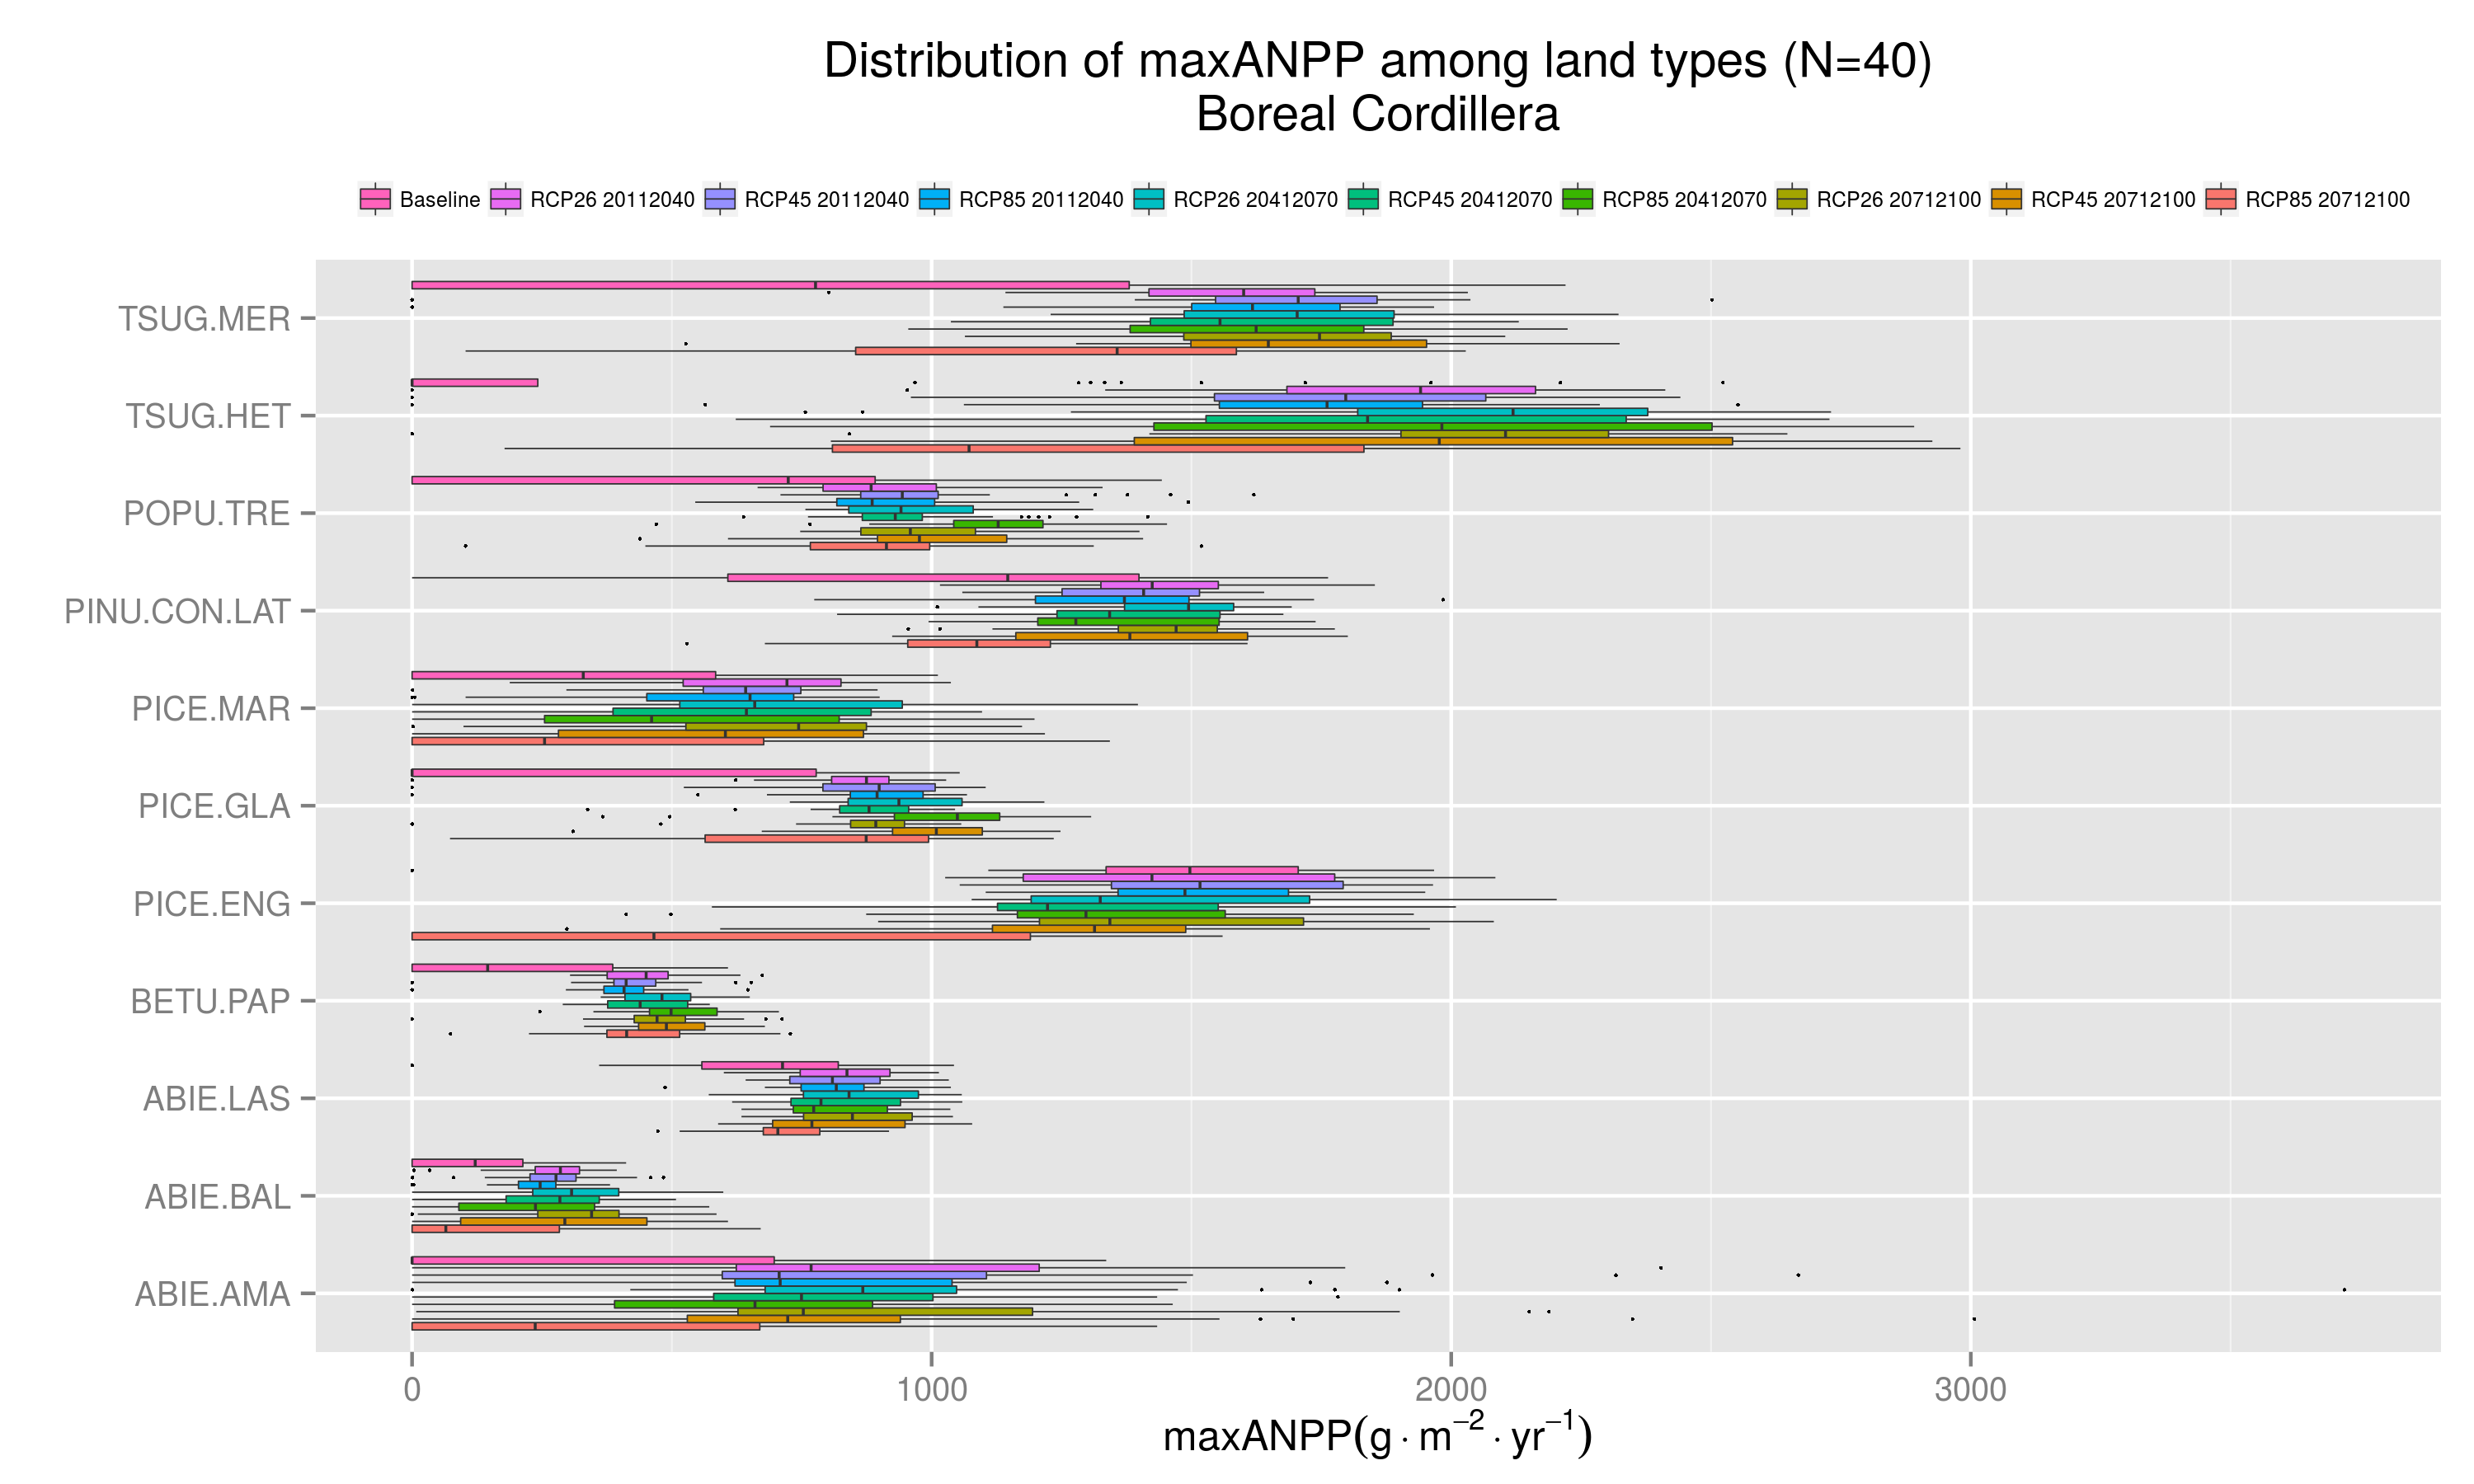 Distribution of maxANPP among land types (N=40)
Boreal Cordillera
Baseline RCP26 20112040 RCP45 20112040 RCP85 20112040 RCP26 20412070 RCP45 20412070 RCP85 20412070 RCP26 20712100 RCP45 20712100 RCP85 20712100
TSUG.MER
TSUG.HET
POPU.TRE
PINU.CON.LAT
PICE.MAR
PICE.GLA
PICE.ENG
BETU.PAP
ABIE.LAS
ABIE.BAL
ABIE.AMA
0 1000 2000 3000
maxANPP(g·m⁻²·yr⁻¹)